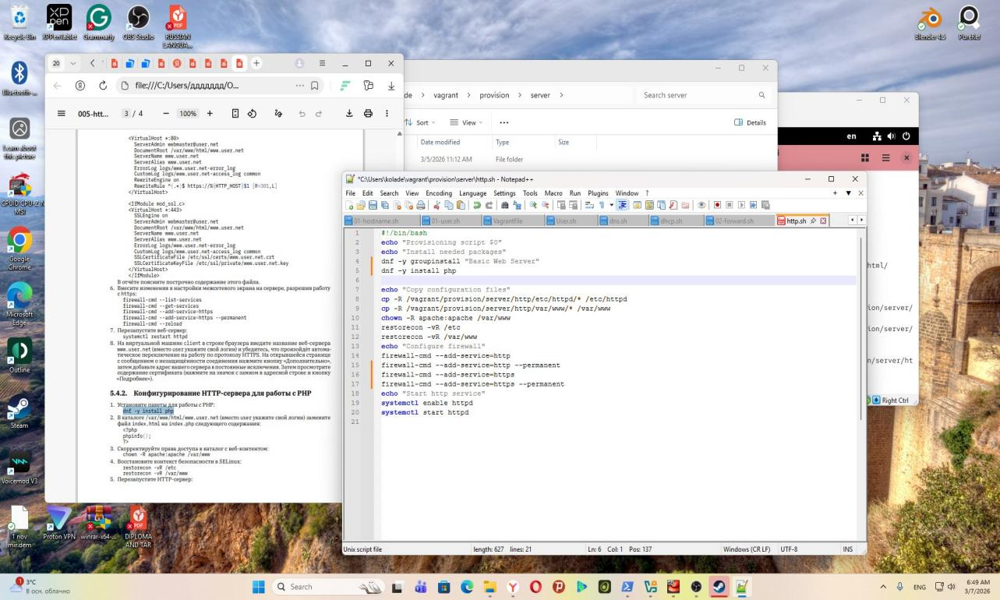 Recycle Bin
XPPenTablet
Grammarly
OBS Studio
RUSSIAN LANGUA...
Blender 4.5
PureRef
Bluetooth-...
Learn about this picture
CPUID CPU-Z MSI
Google Chrome
Microsoft Edge
Outline
Steam
Voicemod V3
1 nov mir.dem
Proton VPN
winrar-x64-...
DIPLOMA AND TAR
20
file:///C:/Users/ддддддд/O...
005-htt...
3 / 4
100%
<VirtualHost *:80>
ServerAdmin webmaster@user.net
DocumentRoot /var/www/html/www.user.net
ServerName www.user.net
ServerAlias www.user.net
ErrorLog logs/www.user.net-error_log
CustomLog logs/www.user.net-access_log common
RewriteEngine on
RewriteRule ^(.*)$ https://%{HTTP_HOST}$1 [R=301,L]
</VirtualHost>
<IfModule mod_ssl.c>
<VirtualHost *:443>
SSLEngine on
ServerAdmin webmaster@user.net
DocumentRoot /var/www/html/www.user.net
ServerName www.user.net
ServerAlias www.user.net
ErrorLog logs/www.user.net-error_log
CustomLog logs/www.user.net-access_log common
SSLCertificateFile /etc/ssl/certs/www.user.net.crt
SSLCertificateKeyFile /etc/ssl/private/www.user.net.key
</VirtualHost>
</IfModule>
В отчёте поясните построчно содержание этого файла.
6. Внесите изменения в настройки межсетевого экрана на сервере, разрешив работу
с https:
firewall-cmd --list-services
firewall-cmd --get-services
firewall-cmd --add-service=https
firewall-cmd --add-service=https --permanent
firewall-cmd --reload
7. Перезапустите веб-сервер:
systemctl restart httpd
8. На виртуальной машине client в строке браузера введите название веб-сервера
www.user.net (вместо user укажите свой логин) и убедитесь, что произойдёт автома-
тическое переключение на работу по протоколу HTTPS. На открывшейся странице
с сообщением о незащищённости соединения нажмите кнопку «Дополнительно»,
затем добавьте адрес вашего сервера в постоянные исключения. Затем просмотрите
содержание сертификата (нажмите на значок с замком в адресной строке и кнопку
«Подробнее»).
5.4.2. Конфигурирование HTTP-сервера для работы с PHP
1. Установите пакеты для работы с PHP:
dnf -y install php
2. В каталоге /var/www/html/www.user.net (вместо user укажите свой логин) замените
файл index.html на index.php следующего содержания:
<?php
phpinfo();
?>
3. Скорректируйте права доступа в каталог с веб-контентом:
chown -R apache:apache /var/www
4. Восстановите контекст безопасности в SELinux:
restorecon -vR /etc
restorecon -vR /var/www
5. Перезапустите HTTP-сервер:
de > vagrant > provision > server >
Search server
Sort
View
Details
Date modified
Type
Size
3/5/2026 11:12 AM
File folder
en
html/
ion/server/
ion/server/
n/server/ht
Right Ctrl
*C:\Users\kolade\vagrant\provision\server\http.sh - Notepad++
File Edit Search View Encoding Language Settings Tools Macro Run Plugins Window ?
01-hostname.sh
01-user.sh
Vagrantfile
User.sh
dns.sh
dhcp.sh
02-forward.sh
http.sh
1 #!/bin/bash
2 echo "Provisioning script $0"
3 echo "Install needed packages"
4 dnf -y groupinstall "Basic Web Server"
5 dnf -y install php
6
7 echo "Copy configuration files"
8 cp -R /vagrant/provision/server/http/etc/httpd/* /etc/httpd
9 cp -R /vagrant/provision/server/http/var/www/* /var/www
10 chown -R apache:apache /var/www
11 restorecon -vR /etc
12 restorecon -vR /var/www
13 echo "Configure firewall"
14 firewall-cmd --add-service=http
15 firewall-cmd --add-service=http --permanent
16 firewall-cmd --add-service=https
17 firewall-cmd --add-service=https --permanent
18 echo "Start http service"
19 systemctl enable httpd
20 systemctl start httpd
21
Unix script file
length: 627 lines: 21
Ln: 6 Col: 1 Pos: 137
Windows (CR LF)
UTF-8
INS
1
3°C
В осн. облачно
Search
ENG
6:49 AM
3/7/2026